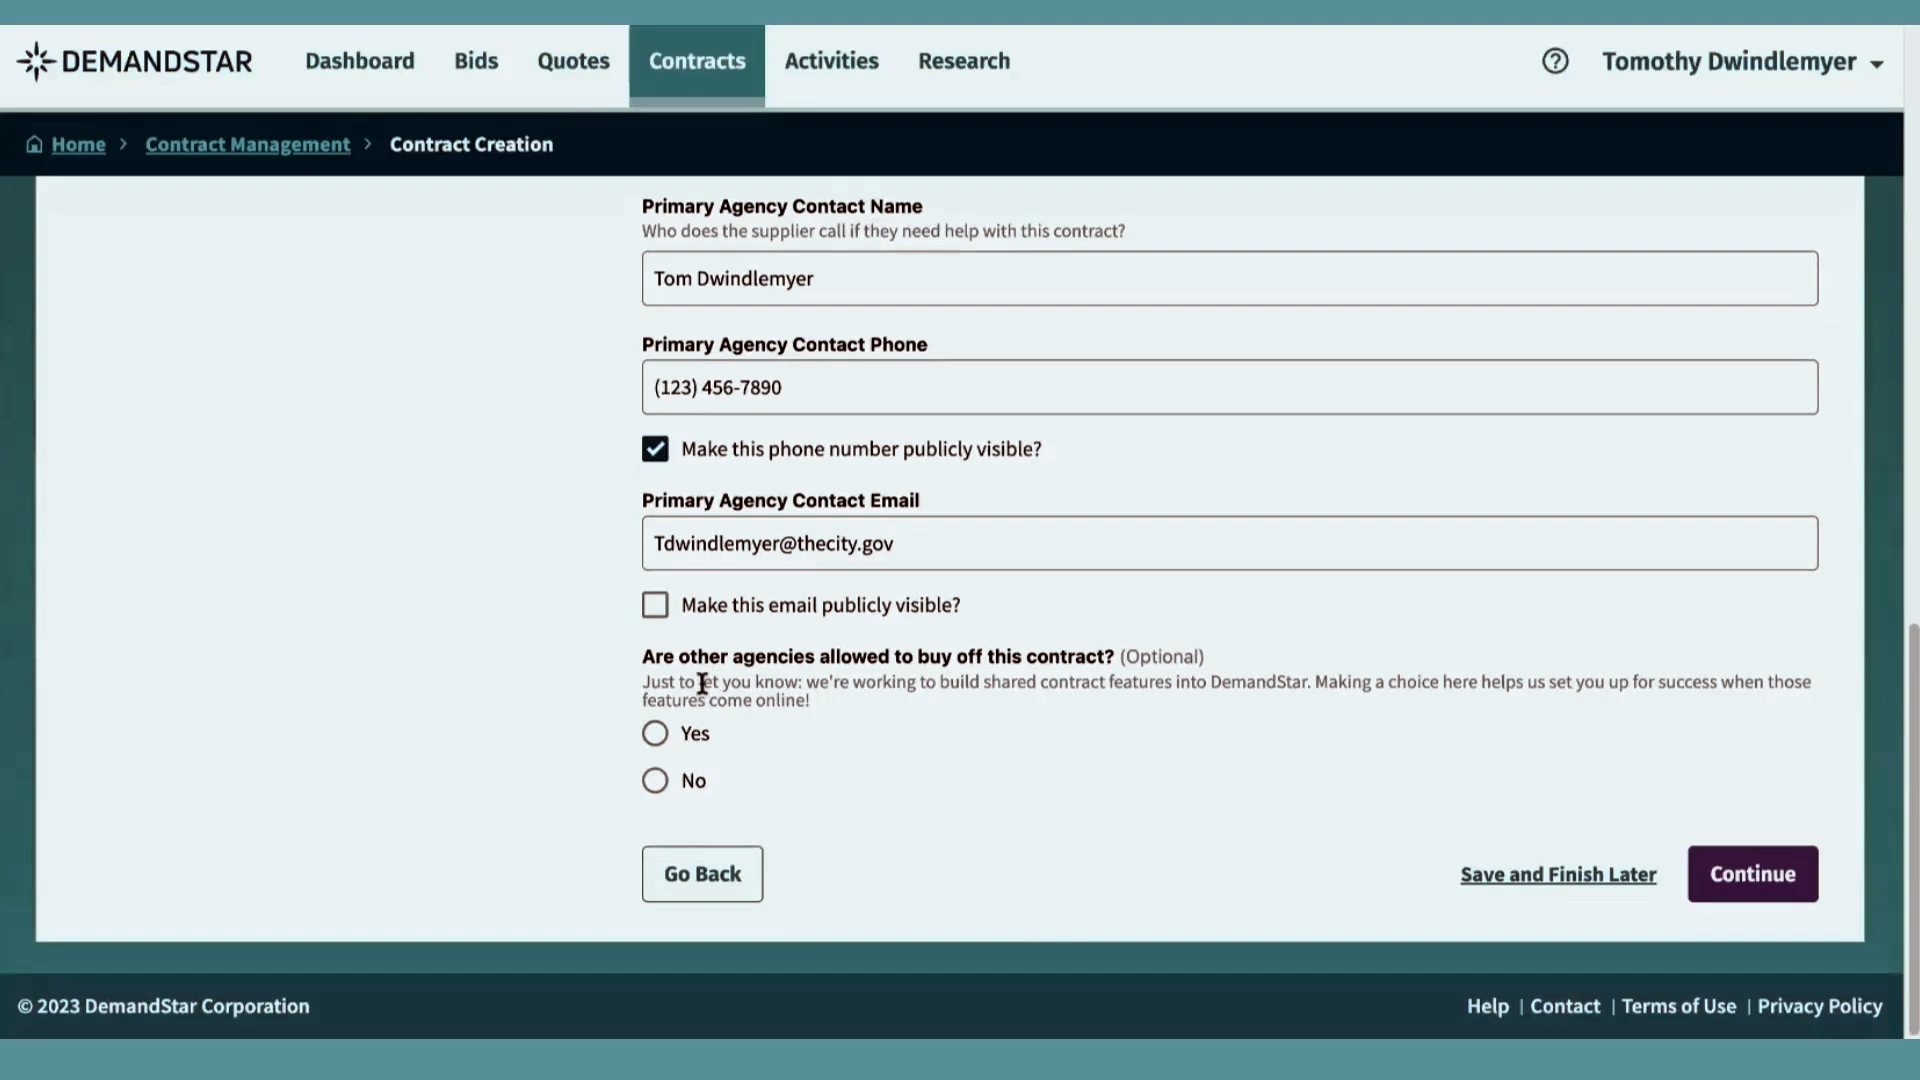 DEMANDSTAR Dashboard Bids Quotes Contracts Activities Research Tomothy Dwindlemyer
Home > Contract Management > Contract Creation
Primary Agency Contact Name
Who does the supplier call if they need help with this contract?
Tom Dwindlemyer
Primary Agency Contact Phone
(123) 456-7890
Make this phone number publicly visible?
Primary Agency Contact Email
Tdwindlemyer@thecity.gov
Make this email publicly visible?
Are other agencies allowed to buy off this contract? (Optional)
Just to let you know: we're working to build shared contract features into DemandStar. Making a choice here helps us set you up for success when those
features come online!
Yes
No
Go Back Save and Finish Later Continue
© 2023 DemandStar Corporation Help | Contact | Terms of Use | Privacy Policy